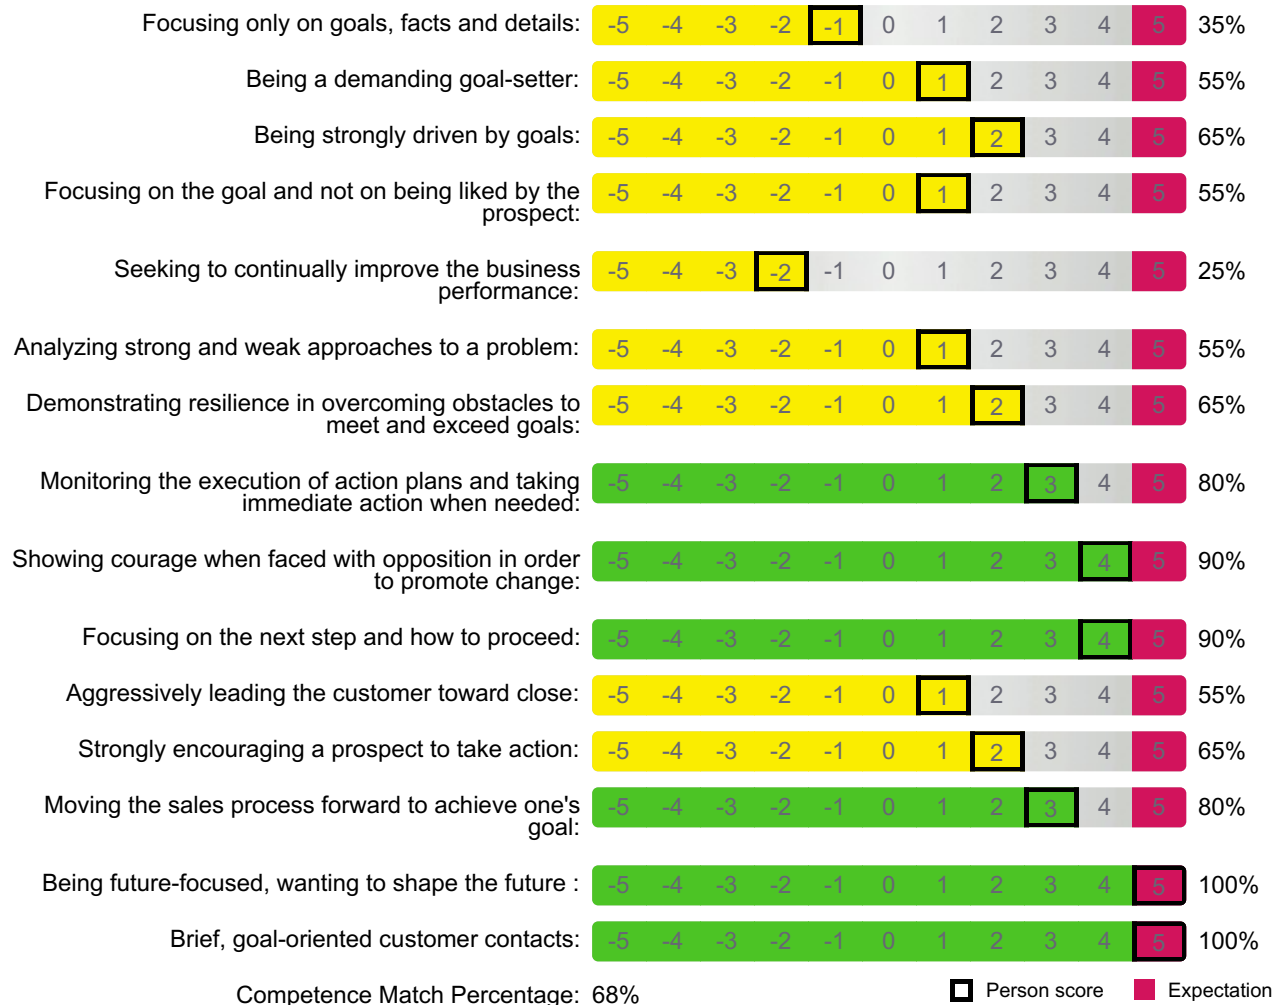 Focusing only on goals, facts and details: -5 -4 -3 -2 -1 0 1 2 3 4 5 35%
Being a demanding goal-setter: -5 -4 -3 -2 -1 0 1 2 3 4 5 55%
Being strongly driven by goals: -5 -4 -3 -2 -1 0 1 2 3 4 5 65%
Focusing on the goal and not on being liked by the
prospect: -5 -4 -3 -2 -1 0 1 2 3 4 5 55%
Seeking to continually improve the business
performance: -5 -4 -3 -2 -1 0 1 2 3 4 5 25%
Analyzing strong and weak approaches to a problem: -5 -4 -3 -2 -1 0 1 2 3 4 5 55%
Demonstrating resilience in overcoming obstacles to
meet and exceed goals: -5 -4 -3 -2 -1 0 1 2 3 4 5 65%
Monitoring the execution of action plans and taking
immediate action when needed: -5 -4 -3 -2 -1 0 1 2 3 4 5 80%
Showing courage when faced with opposition in order
to promote change: -5 -4 -3 -2 -1 0 1 2 3 4 5 90%
Focusing on the next step and how to proceed: -5 -4 -3 -2 -1 0 1 2 3 4 5 90%
Aggressively leading the customer toward close: -5 -4 -3 -2 -1 0 1 2 3 4 5 55%
Strongly encouraging a prospect to take action: -5 -4 -3 -2 -1 0 1 2 3 4 5 65%
Moving the sales process forward to achieve one's
goal: -5 -4 -3 -2 -1 0 1 2 3 4 5 80%
Being future-focused, wanting to shape the future : -5 -4 -3 -2 -1 0 1 2 3 4 5 100%
Brief, goal-oriented customer contacts: -5 -4 -3 -2 -1 0 1 2 3 4 5 100%
Competence Match Percentage: 68% Person score Expectation